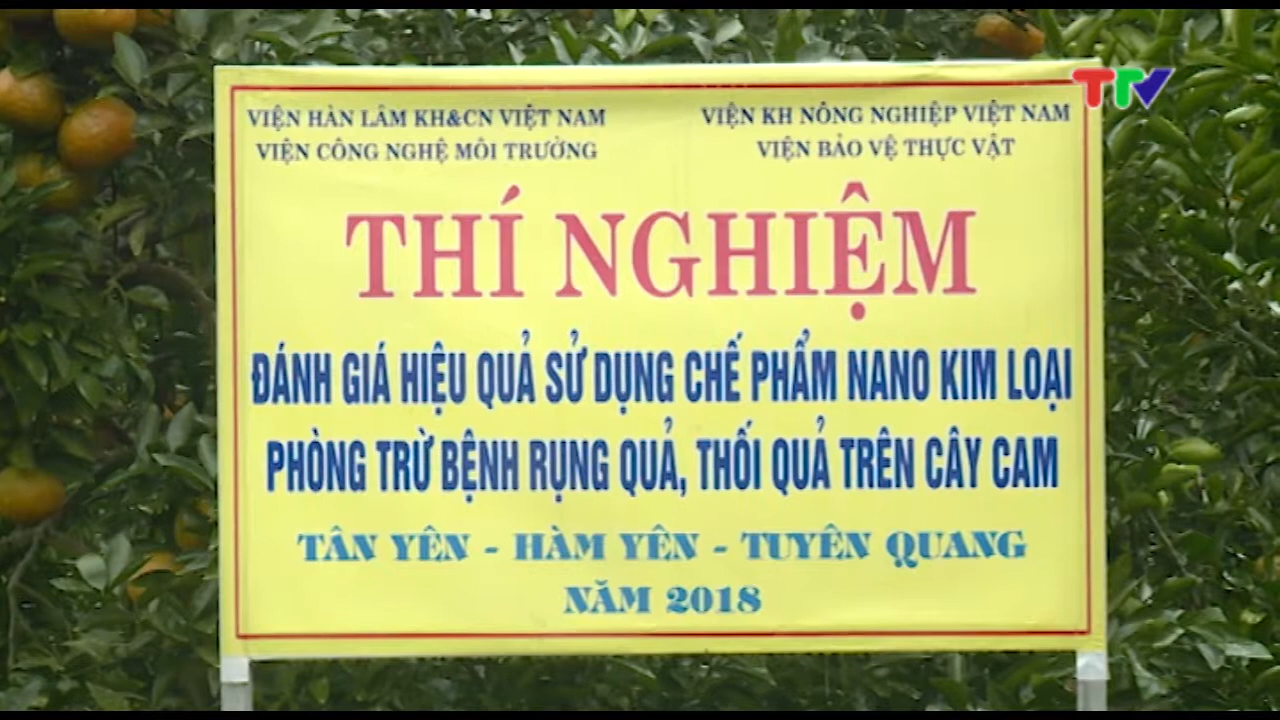 TTV
VIỆN HÀN LÂM KH&CN VIỆT NAM
VIỆN CÔNG NGHỆ MÔI TRƯỜNG
VIỆN KH NÔNG NGHIỆP VIỆT NAM
VIỆN BẢO VỆ THỰC VẬT
THÍ NGHIỆM
ĐÁNH GIÁ HIỆU QUẢ SỬ DỤNG CHẾ PHẨM NANO KIM LOẠI
PHÒNG TRỪ BỆNH RỤNG QUẢ, THỐI QUẢ TRÊN CÂY CAM
TÂN YÊN - HÀM YÊN - TUYÊN QUANG
NĂM 2018